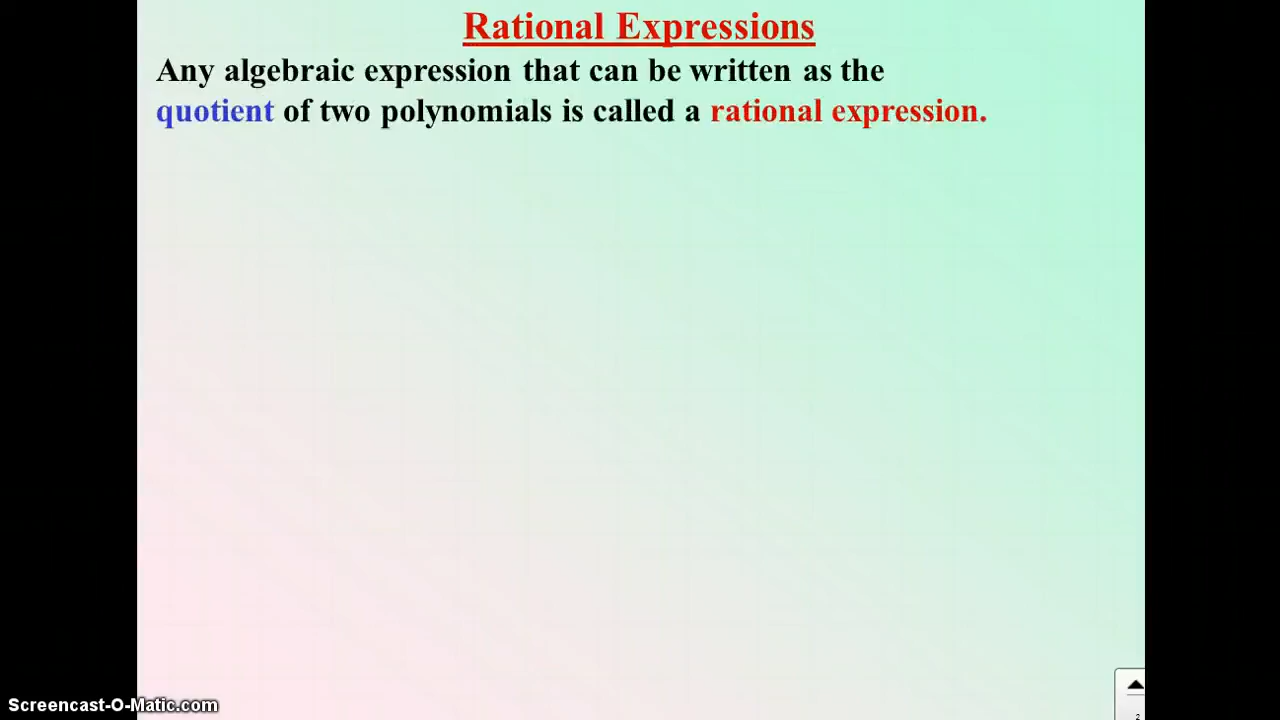 Rational Expressions
Any algebraic expression that can be written as the
quotient of two polynomials is called a rational expression.
2
Screencast-O-Matic.com